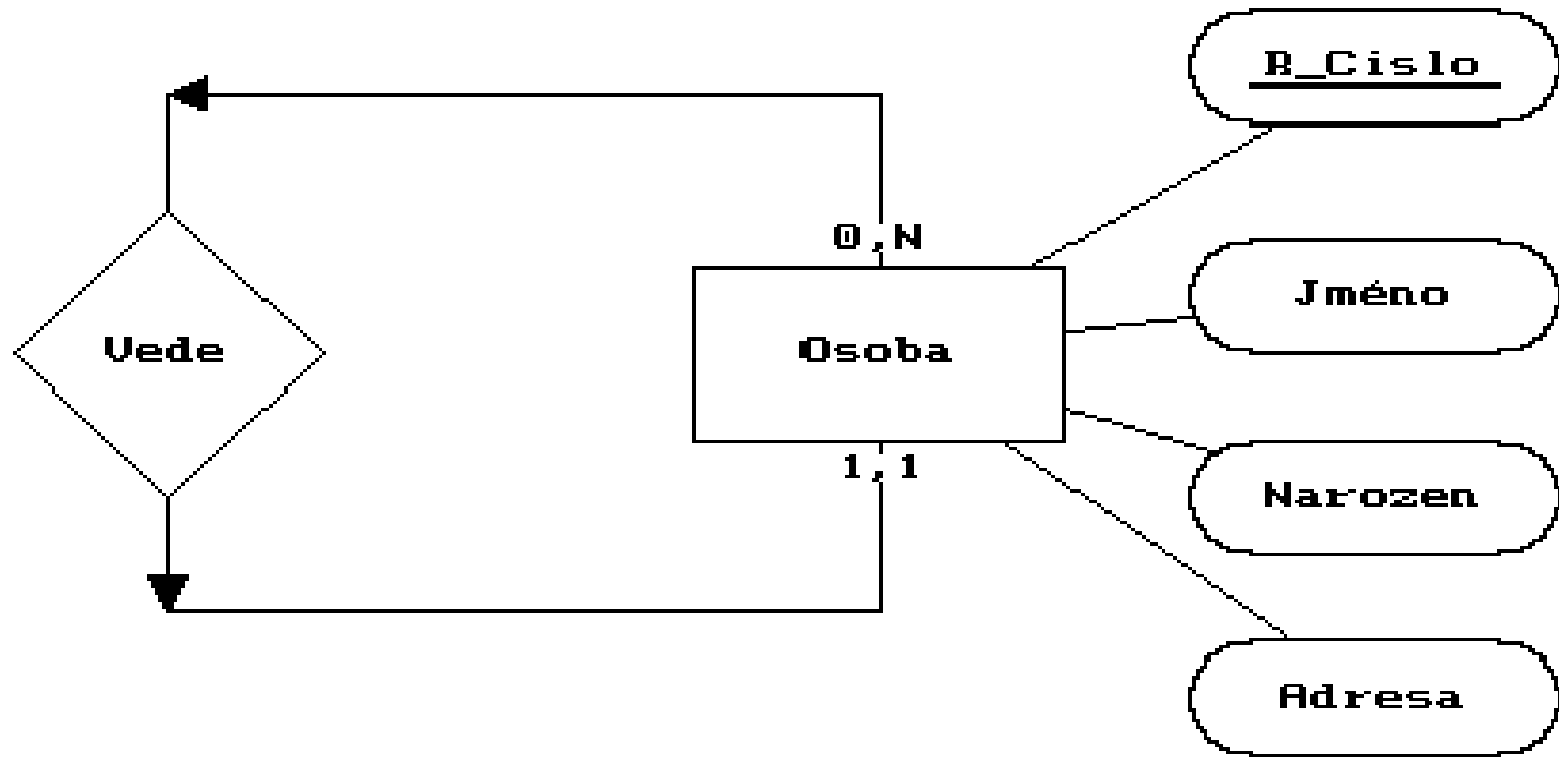 R_Cislo
0,N
Jméno
Vede
Osoba
1,1
Narozen
Adresa